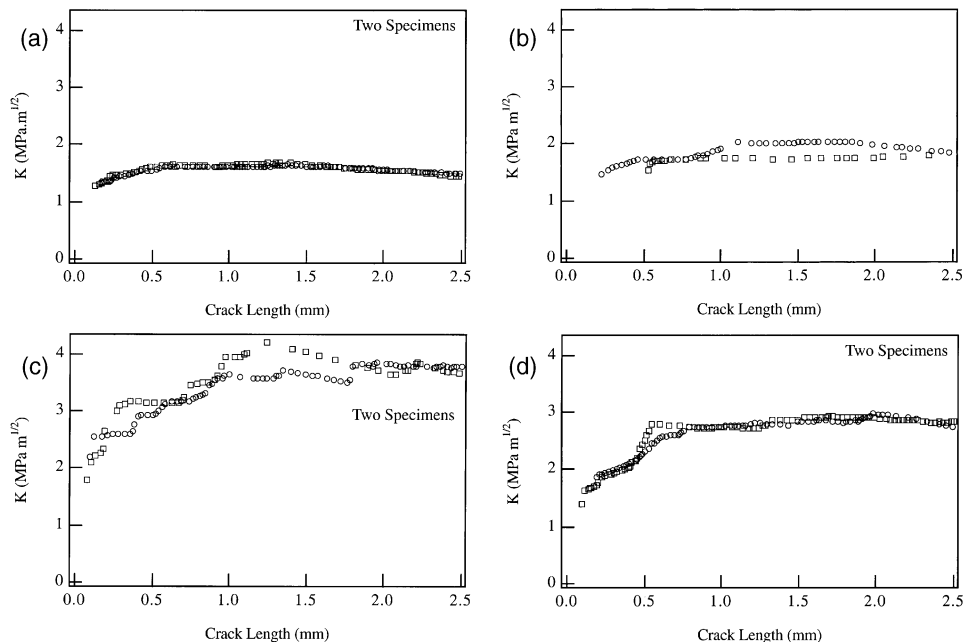 (a)
Two Specimens
4
3
2
1
0
K (MPa.m1/2)
0.0 0.5 1.0 1.5 2.0 2.5
Crack Length (mm)
(b)
4
3
2
1
0
K (MPa m1/2)
0.0 0.5 1.0 1.5 2.0 2.5
Crack Length (mm)
(c)
Two Specimens
4
3
2
1
0
K (MPa m1/2)
0.0 0.5 1.0 1.5 2.0 2.5
Crack Length (mm)
(d)
Two Specimens
4
3
2
1
0
K (MPa m1/2)
0.0 0.5 1.0 1.5 2.0 2.5
Crack Length (mm)